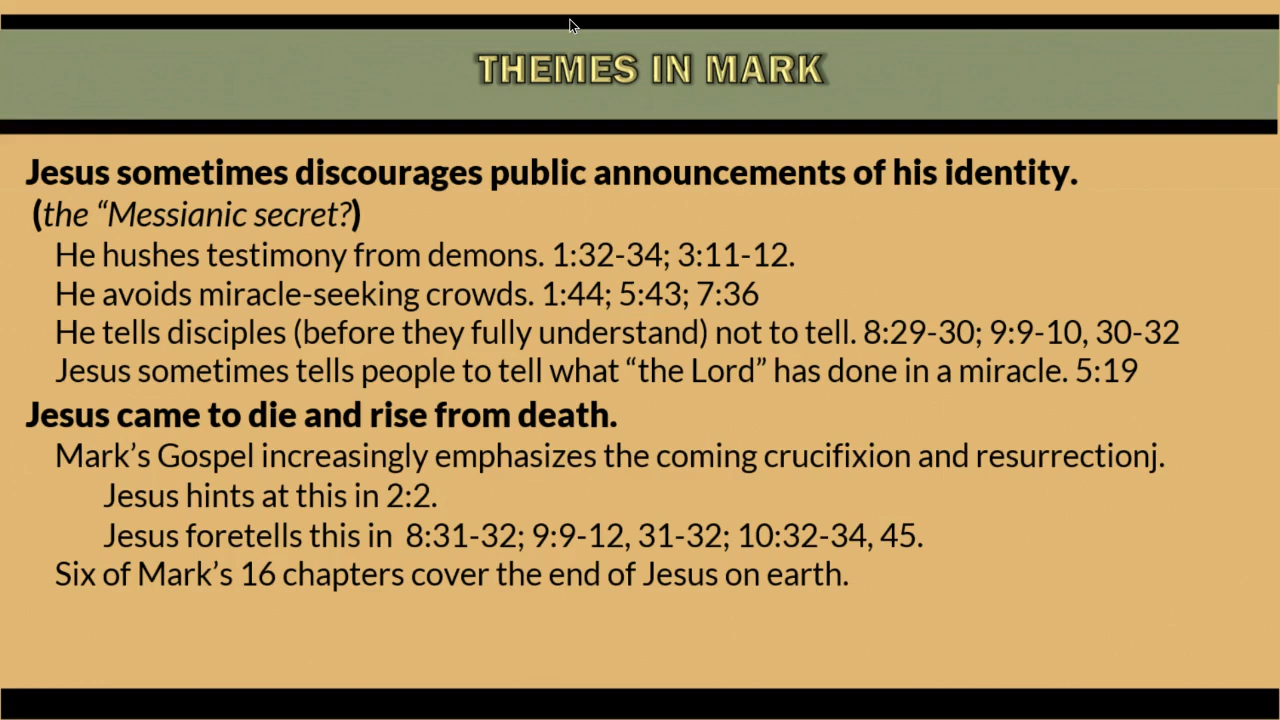 THEMES IN MARK
Jesus sometimes discourages public announcements of his identity.
(the “Messianic secret?)
He hushes testimony from demons. 1:32-34; 3:11-12.
He avoids miracle-seeking crowds. 1:44; 5:43; 7:36
He tells disciples (before they fully understand) not to tell. 8:29-30; 9:9-10, 30-32
Jesus sometimes tells people to tell what “the Lord” has done in a miracle. 5:19
Jesus came to die and rise from death.
Mark’s Gospel increasingly emphasizes the coming crucifixion and resurrectionj.
Jesus hints at this in 2:2.
Jesus foretells this in 8:31-32; 9:9-12, 31-32; 10:32-34, 45.
Six of Mark’s 16 chapters cover the end of Jesus on earth.